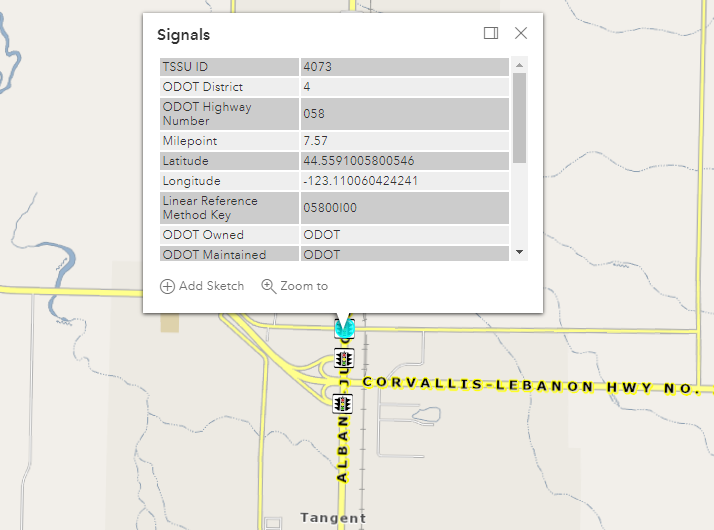 Signals
TSSU ID 4073
ODOT District 4
ODOT Highway
Number 058
Milepoint 7.57
Latitude 44.5591005800546
Longitude -123.110060424241
Linear Reference
Method Key 05800I00
ODOT Owned ODOT
ODOT Maintained ODOT
Add Sketch Zoom to
CORVALLIS-LEBANON HWY NO.
ALBAN
JU
Tangent